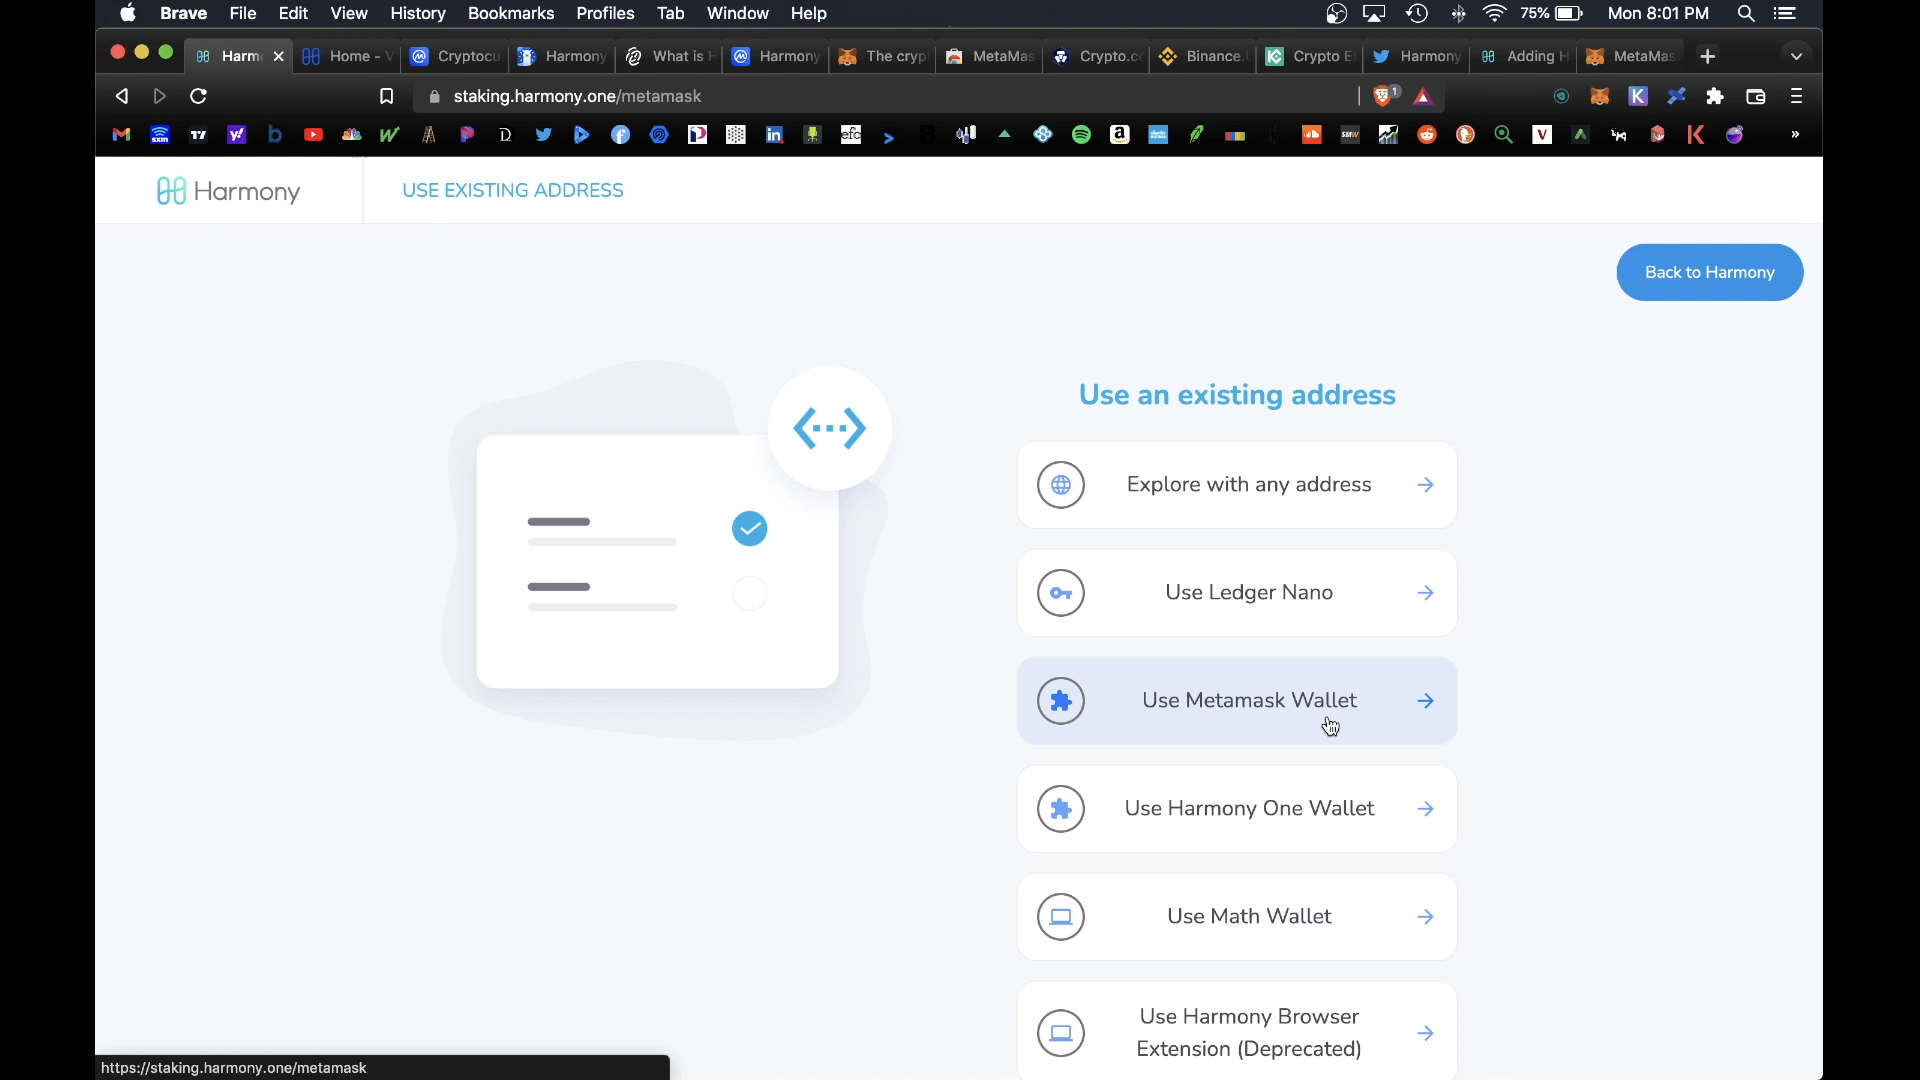 Brave File Edit View History Bookmarks Profiles Tab Window Help 75% Mon 8:01 PM
Harm Home - V Cryptocu Harmony What is H Harmony The cryp MetaMas Crypto.co Binance.U Crypto E Harmony Adding H MetaMas
staking.harmony.one/metamask 1
Harmony
USE EXISTING ADDRESS
Back to Harmony
Use an existing address
Explore with any address
Use Ledger Nano
Use Metamask Wallet
Use Harmony One Wallet
Use Math Wallet
Use Harmony Browser
Extension (Deprecated)
https://staking.harmony.one/metamask